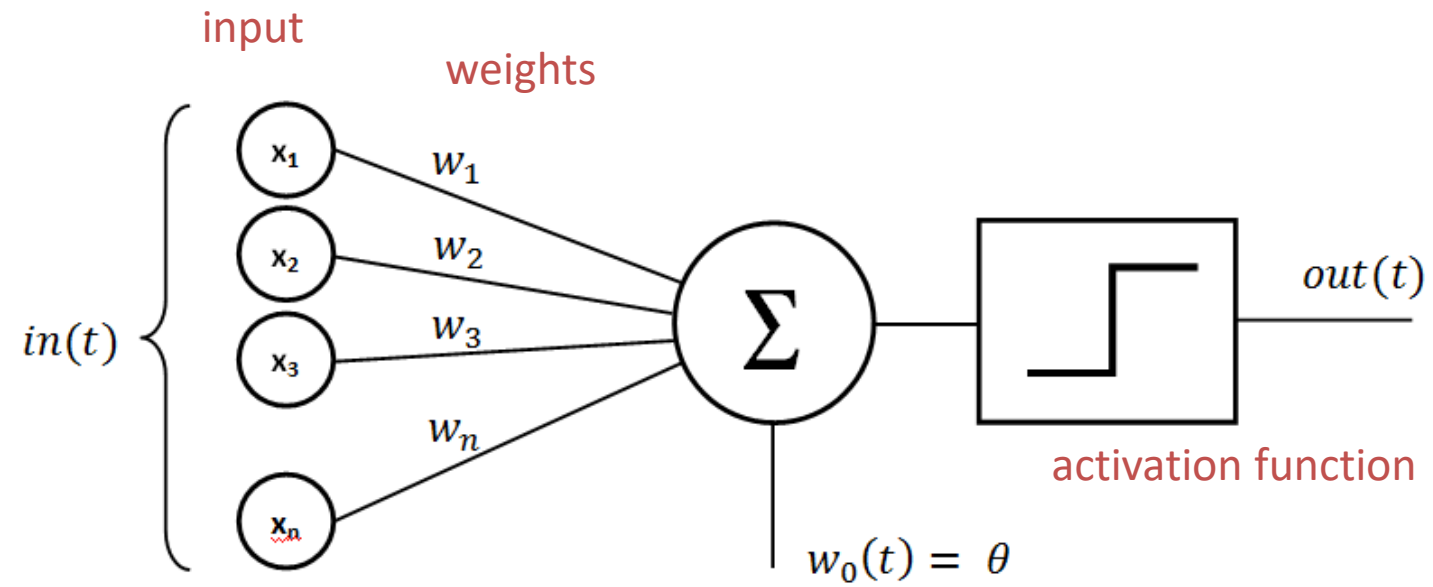 input
weights
x₁
w₁
x₂
w₂
in(t)
x₃
w₃
Σ
out(t)
wₙ
activation function
xₙ
w₀(t) = θ